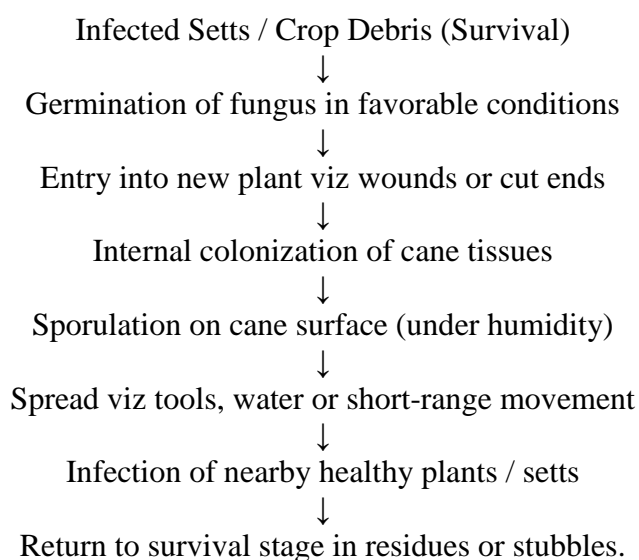 Infected Setts / Crop Debris (Survival)
↓
Germination of fungus in favorable conditions
↓
Entry into new plant viz wounds or cut ends
↓
Internal colonization of cane tissues
↓
Sporulation on cane surface (under humidity)
↓
Spread viz tools, water or short-range movement
↓
Infection of nearby healthy plants / setts
↓
Return to survival stage in residues or stubbles.